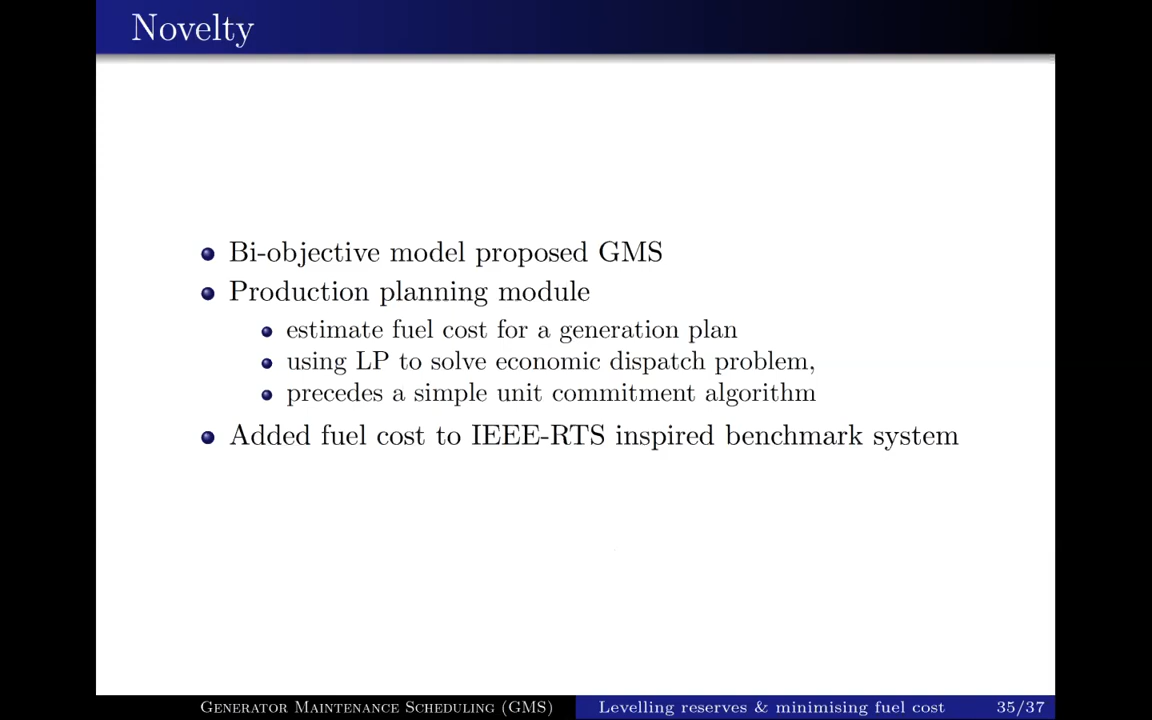 Novelty
Bi-objective model proposed GMS
Production planning module
estimate fuel cost for a generation plan
using LP to solve economic dispatch problem,
precedes a simple unit commitment algorithm
Added fuel cost to IEEE-RTS inspired benchmark system
Generator Maintenance Scheduling (GMS) Levelling reserves & minimising fuel cost 35/37